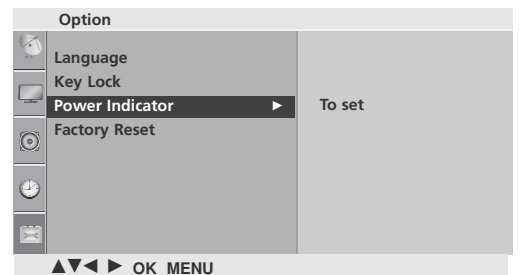 Option
Language
Key Lock
Power Indicator ► To set
Factory Reset
▲▼◄ ► OK MENU